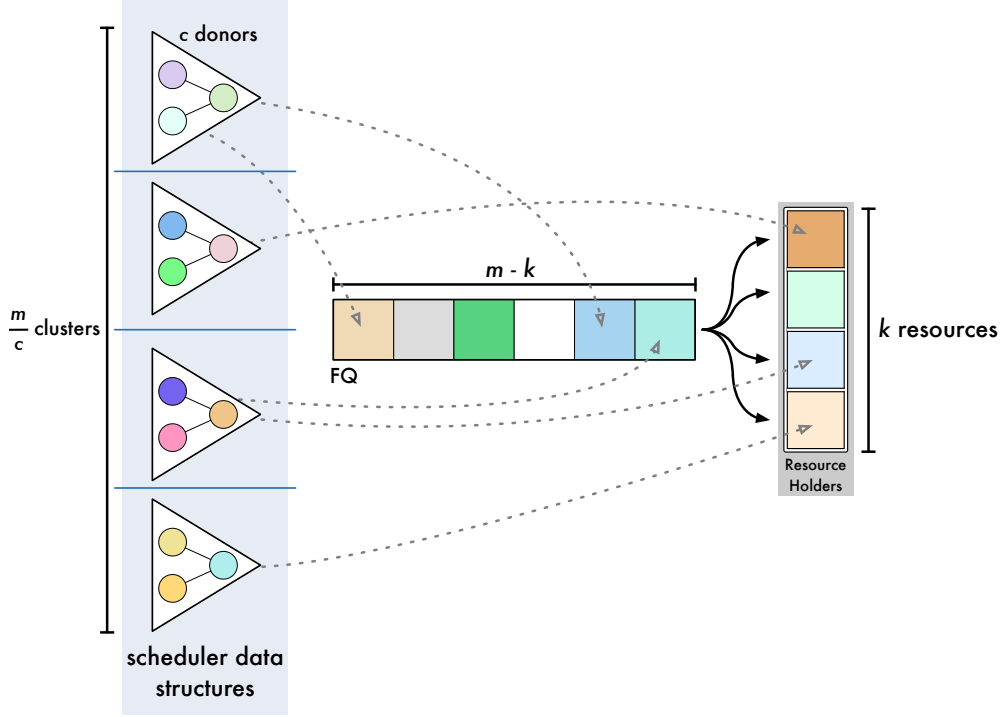 c donors
m
c
clusters
m - k
FQ
k resources
Resource
Holders
scheduler data
structures